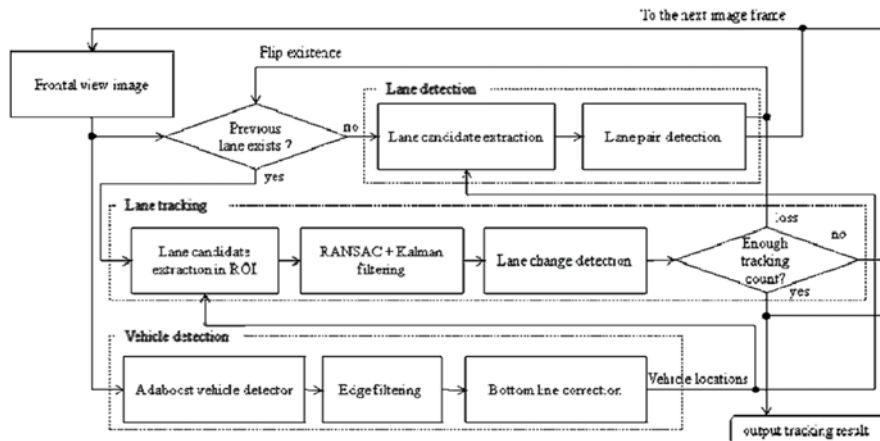 To the next image frame
Flip existence
Frontal view image
Lane detection
Previous
lane exists ?
no
Lane candidate extraction
Lane pair detection
yes
Lane tracking
loss
Lane candidate
extraction in ROI
RANSAC + Kalman
filtering
Lane change detection
Enough
tracking
count?
no
yes
Vehicle detection
Adaboost vehicle detector
Edge filtering
Bottom line correction
Vehicle locations
output tracking result